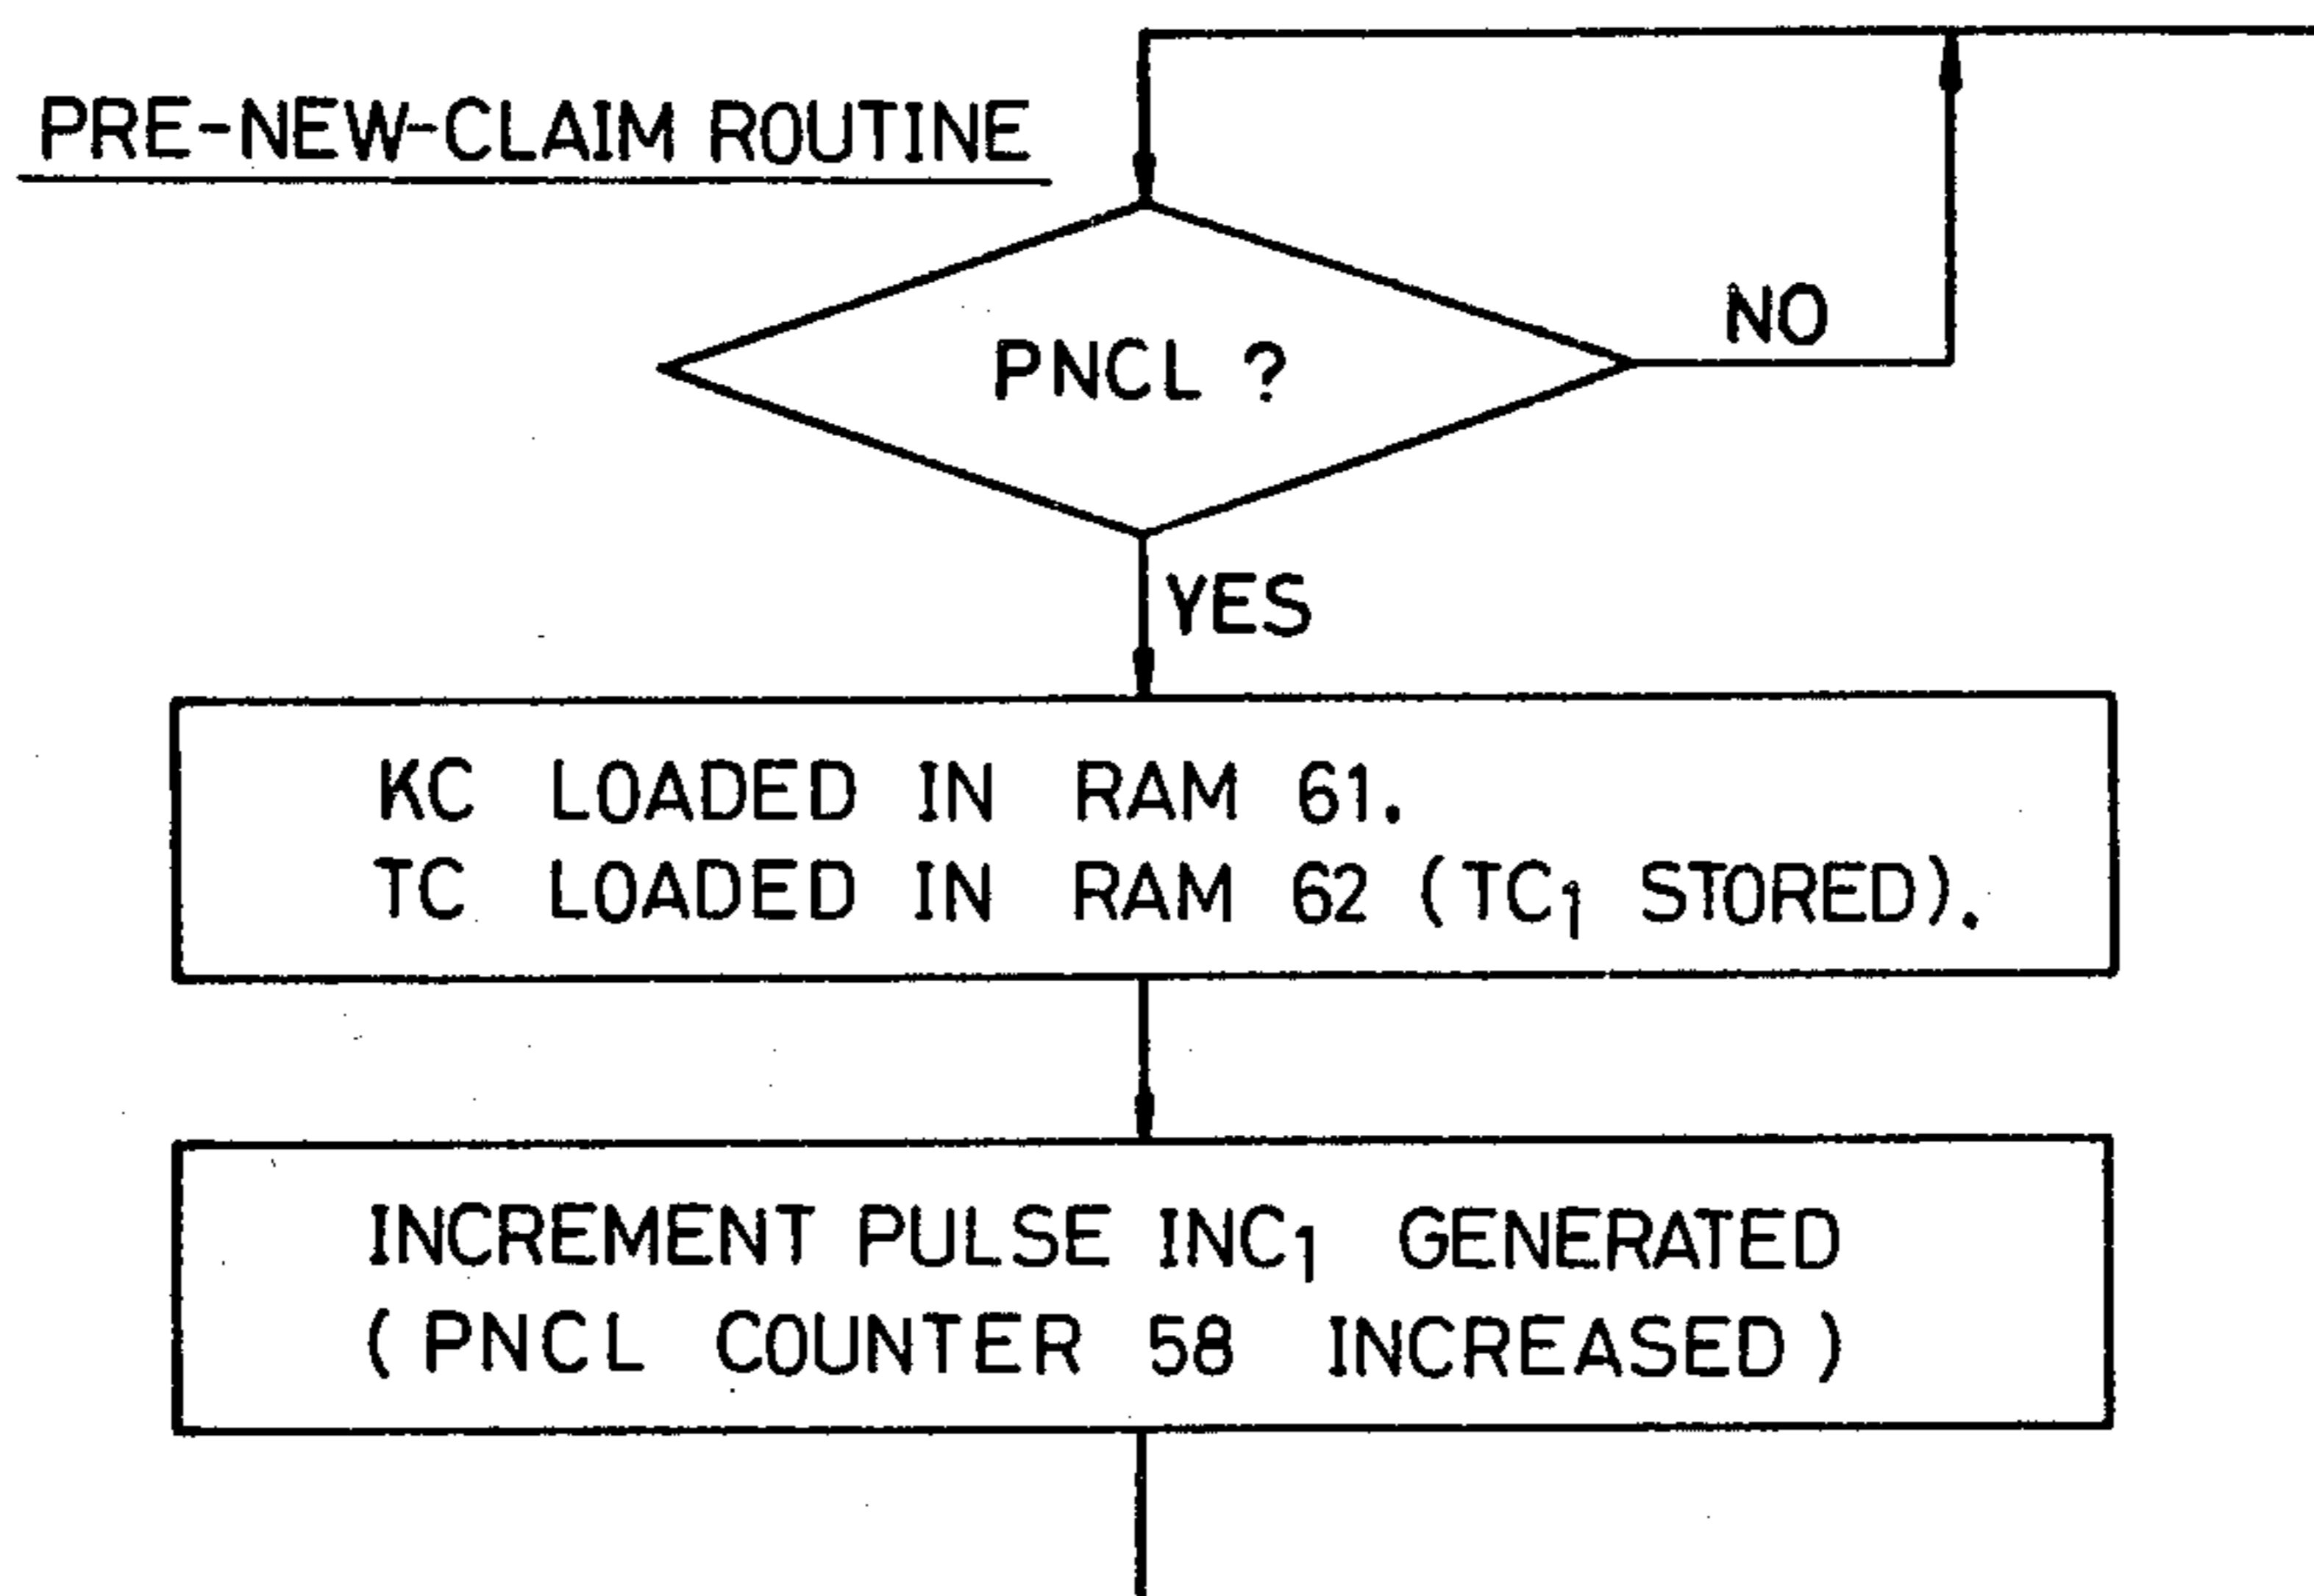 PRE-NEW-CLAIM ROUTINE
PNCL ?
NO
YES
KC LOADED IN RAM 61.
TC LOADED IN RAM 62 (TC₁ STORED).
INCREMENT PULSE INC₁ GENERATED
(PNCL COUNTER 58 INCREASED)